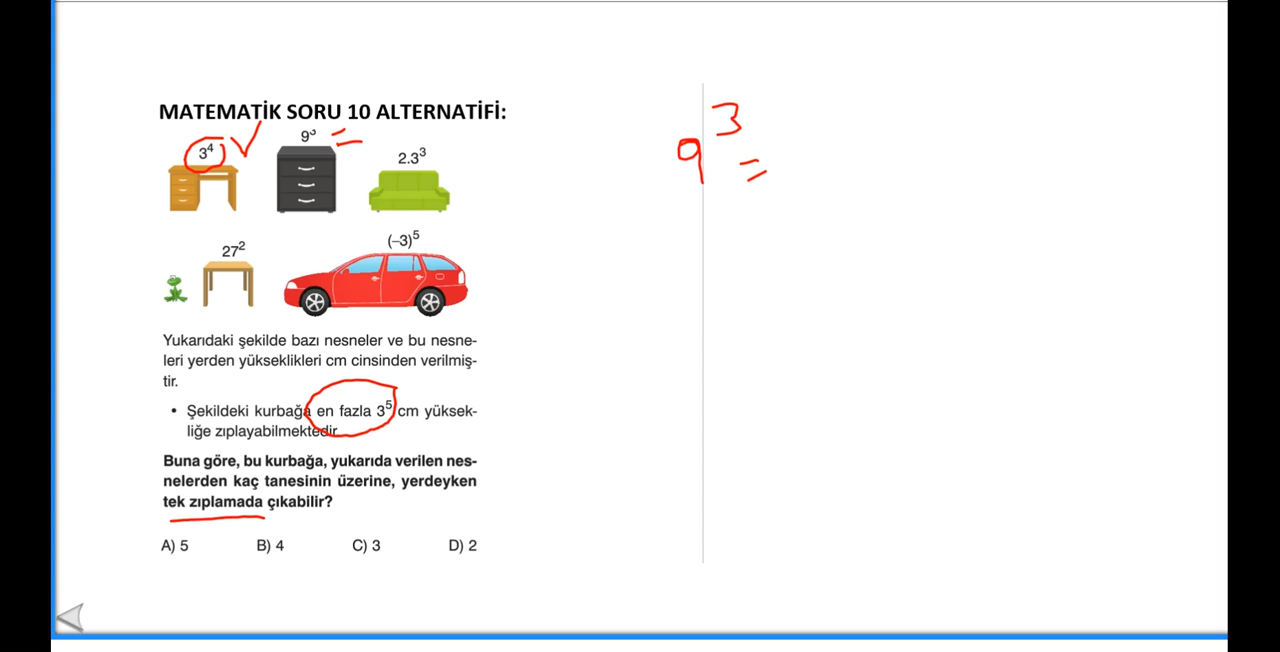 MATEMATİK SORU 10 ALTERNATİFİ:
3⁴
9³ =
2.3³
27²
(–3)⁵
Yukarıdaki şekilde bazı nesneler ve bu nesne-
leri yerden yükseklikleri cm cinsinden verilmiş-
tir.
• Şekildeki kurbağa en fazla 3⁵ cm yüksek-
liğe zıplayabilmektedir
Buna göre, bu kurbağa, yukarıda verilen nes-
nelerden kaç tanesinin üzerine, yerdeyken
tek zıplamada çıkabilir?
A) 5 B) 4 C) 3 D) 2
9³ =